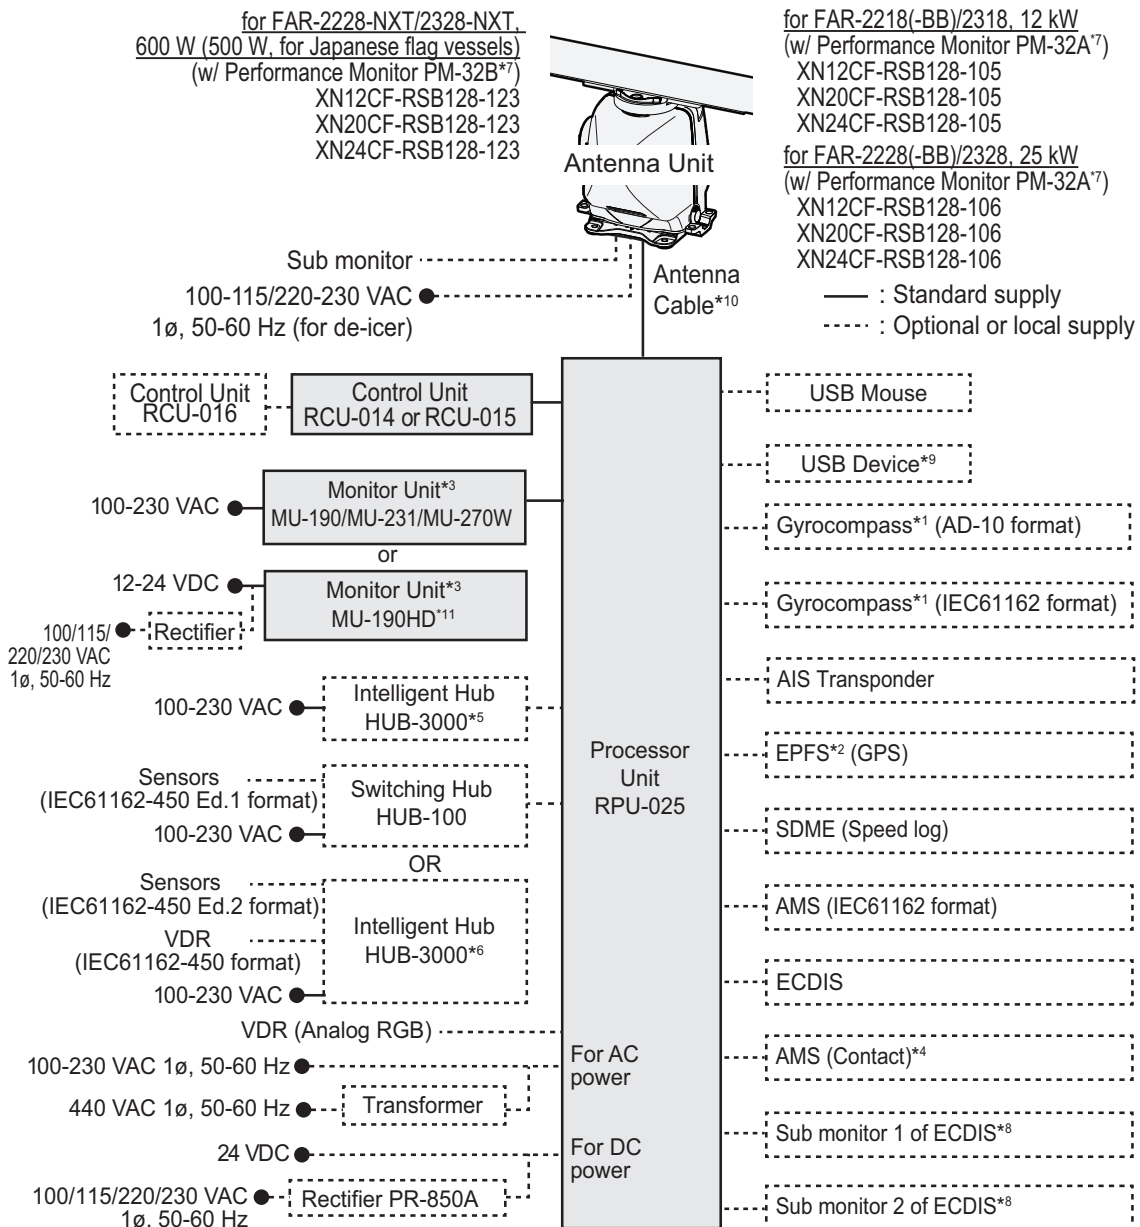 for FAR-2228-NXT/2328-NXT,
600 W (500 W, for Japanese flag vessels)
(w/ Performance Monitor PM-32B*7)
XN12CF-RSB128-123
XN20CF-RSB128-123
XN24CF-RSB128-123
Antenna Unit
for FAR-2218(-BB)/2318, 12 kW
(w/ Performance Monitor PM-32A*7)
XN12CF-RSB128-105
XN20CF-RSB128-105
XN24CF-RSB128-105
for FAR-2228(-BB)/2328, 25 kW
(w/ Performance Monitor PM-32A*7)
XN12CF-RSB128-106
XN20CF-RSB128-106
XN24CF-RSB128-106
: Standard supply
: Optional or local supply
Sub monitor
100-115/220-230 VAC
1ø, 50-60 Hz (for de-icer)
Antenna
Cable*10
Control Unit
RCU-016
Control Unit
RCU-014 or RCU-015
100-230 VAC
Monitor Unit*3
MU-190/MU-231/MU-270W
or
12-24 VDC
Monitor Unit*3
MU-190HD*11
100/115/
220/230 VAC
1ø, 50-60 Hz
Rectifier
100-230 VAC
Intelligent Hub
HUB-3000*5
Sensors
(IEC61162-450 Ed.1 format)
100-230 VAC
Switching Hub
HUB-100
OR
Sensors
(IEC61162-450 Ed.2 format)
VDR
(IEC61162-450 format)
100-230 VAC
Intelligent Hub
HUB-3000*6
VDR (Analog RGB)
100-230 VAC 1ø, 50-60 Hz
440 VAC 1ø, 50-60 Hz
Transformer
24 VDC
100/115/220/230 VAC
1ø, 50-60 Hz
Rectifier PR-850A
Processor
Unit
RPU-025
For AC
power
For DC
power
USB Mouse
USB Device*9
Gyrocompass*1 (AD-10 format)
Gyrocompass*1 (IEC61162 format)
AIS Transponder
EPFS*2 (GPS)
SDME (Speed log)
AMS (IEC61162 format)
ECDIS
AMS (Contact)*4
Sub monitor 1 of ECDIS*8
Sub monitor 2 of ECDIS*8